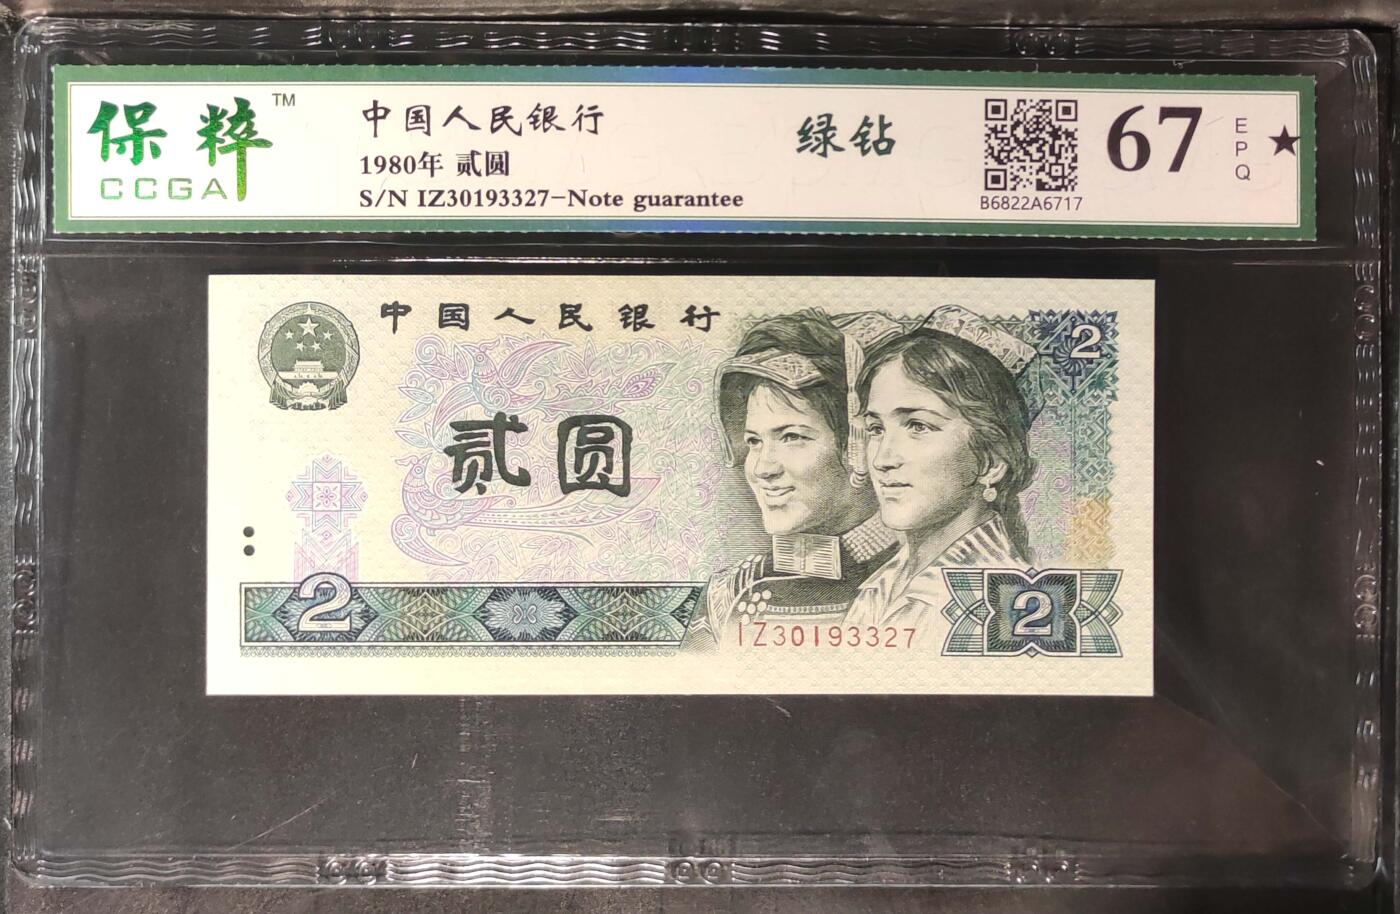 保粹™
CCGA
中国人民银行
1980年 贰圆
S/N IZ30193327-Note guarantee
绿钻
B6822A6717
67
EPQ
★
中国人民银行
贰圆
2
2
IZ30193327
2